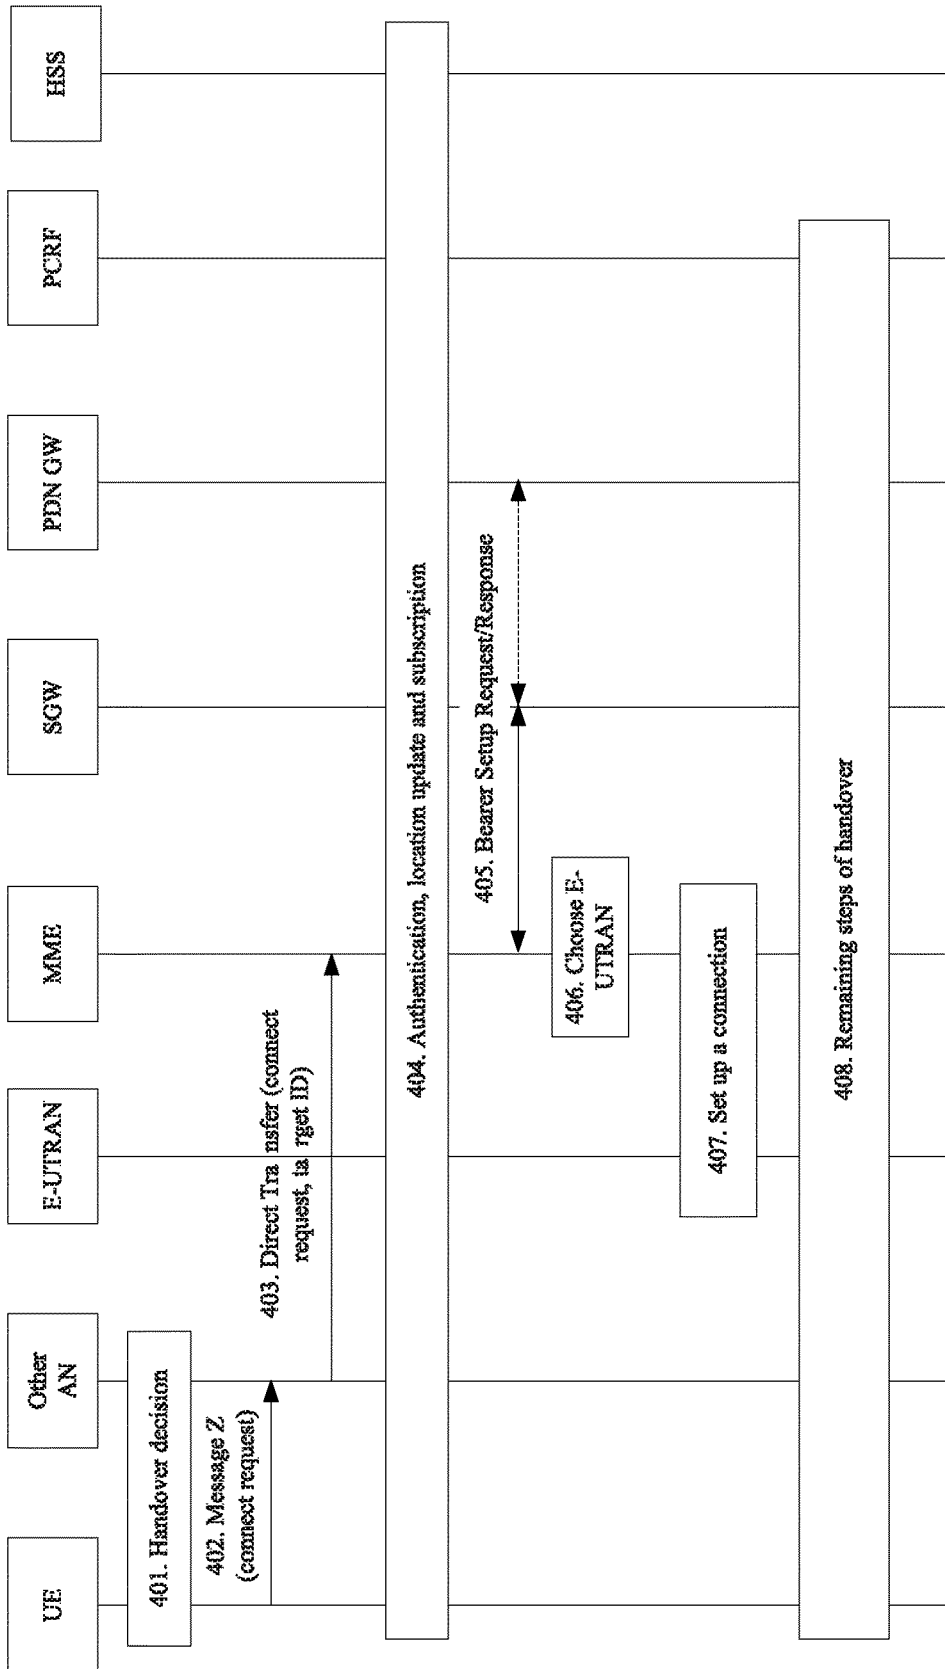 UE
Other
AN
E-UTRAN
MME
SGW
PDN GW
PCRF
HSS
401. Handover decision
402. Message Z
(connect request)
403. Direct Tra nsfer (connect
request, ta rget ID)
404. Authentication, location update and subscription
405. Bearer Setup Request/Response
406. Choose E-
UTRAN
407. Set up a connection
408. Remaining steps of handover